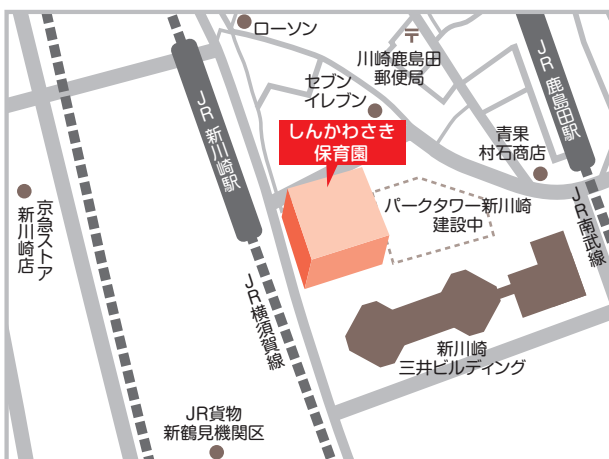 ローソン
川崎鹿島田
郵便局
セブン
イレブン
JR 鹿島田駅
JR 新川崎駅
しんかわさき
保育園
青果
村石商店
京急ストア
新川崎店
パークタワー新川崎
建設中
JR南武線
JR横須賀線
新川崎
三井ビルディング
JR貨物
新鶴見機関区